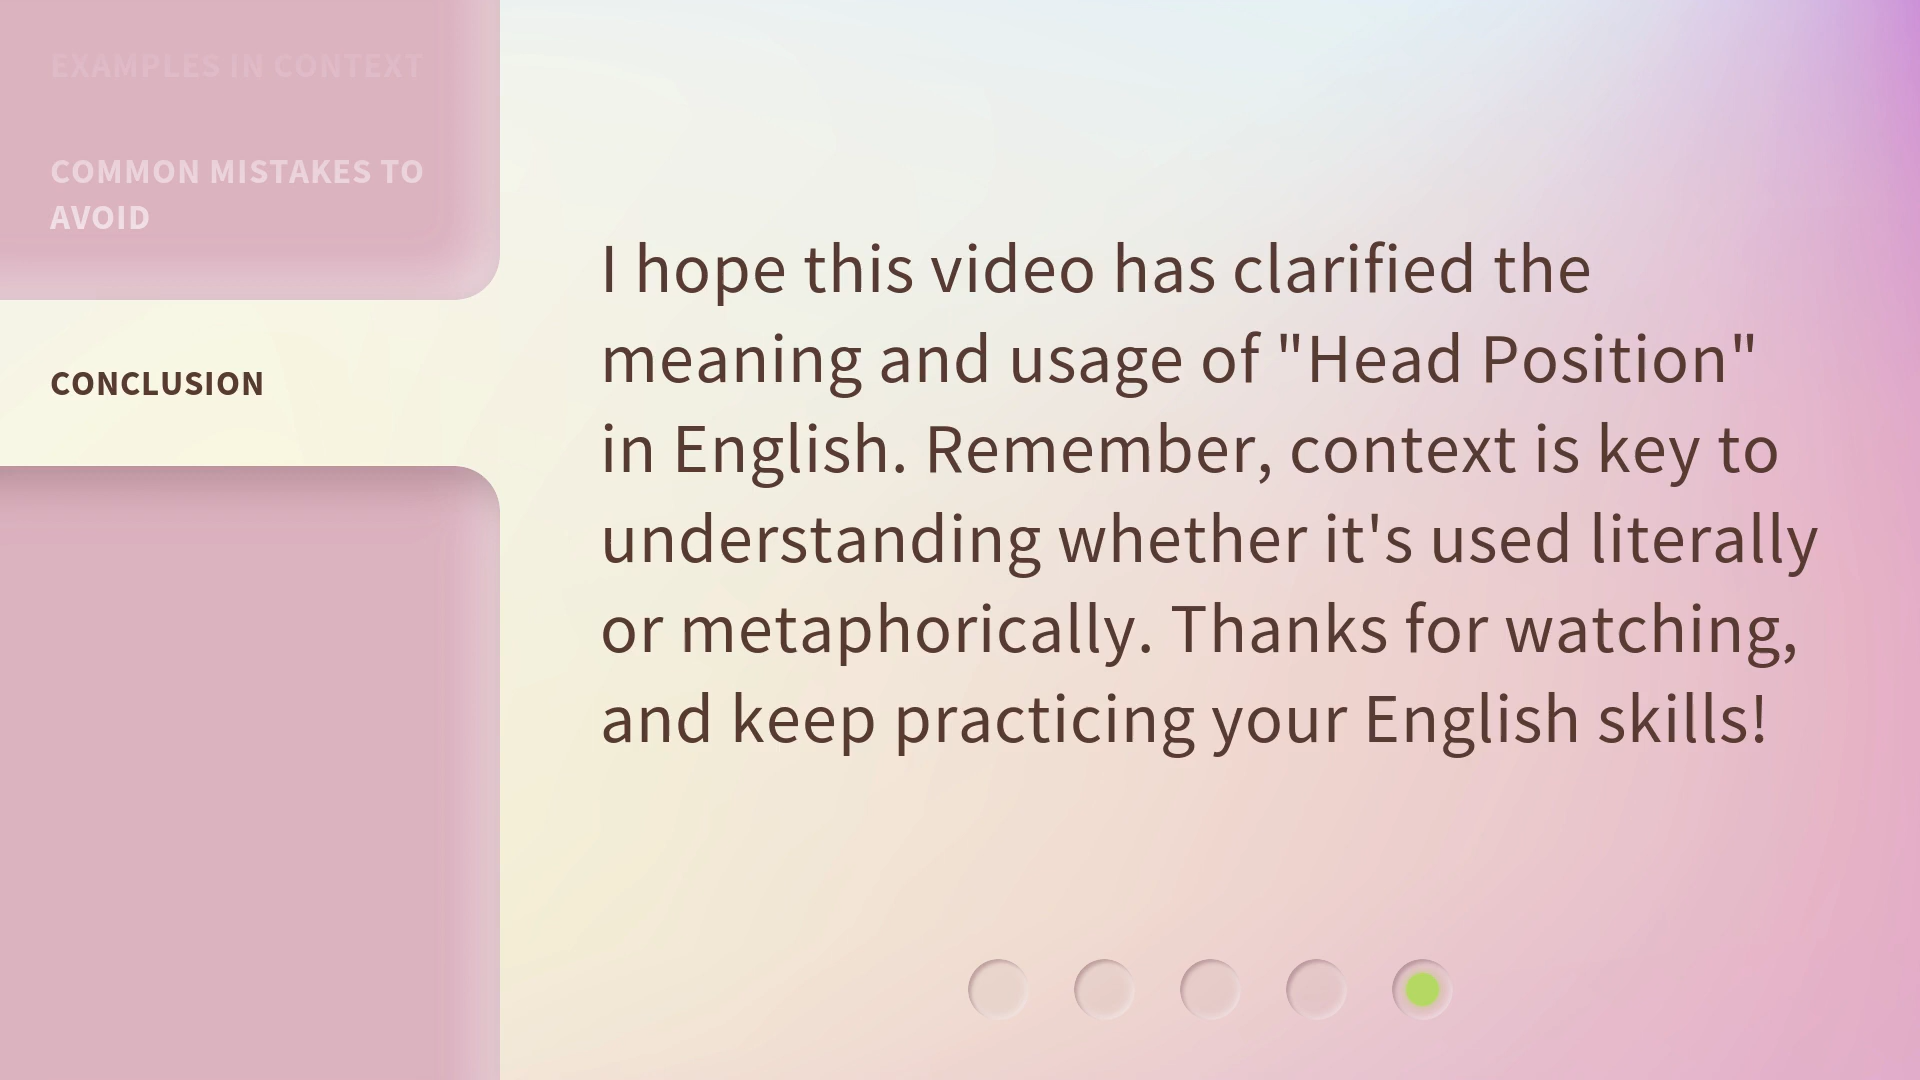 EXAMPLES IN CONTEXT
COMMON MISTAKES TO
AVOID
CONCLUSION
I hope this video has clarified the
meaning and usage of "Head Position"
in English. Remember, context is key to
understanding whether it's used literally
or metaphorically. Thanks for watching,
and keep practicing your English skills!